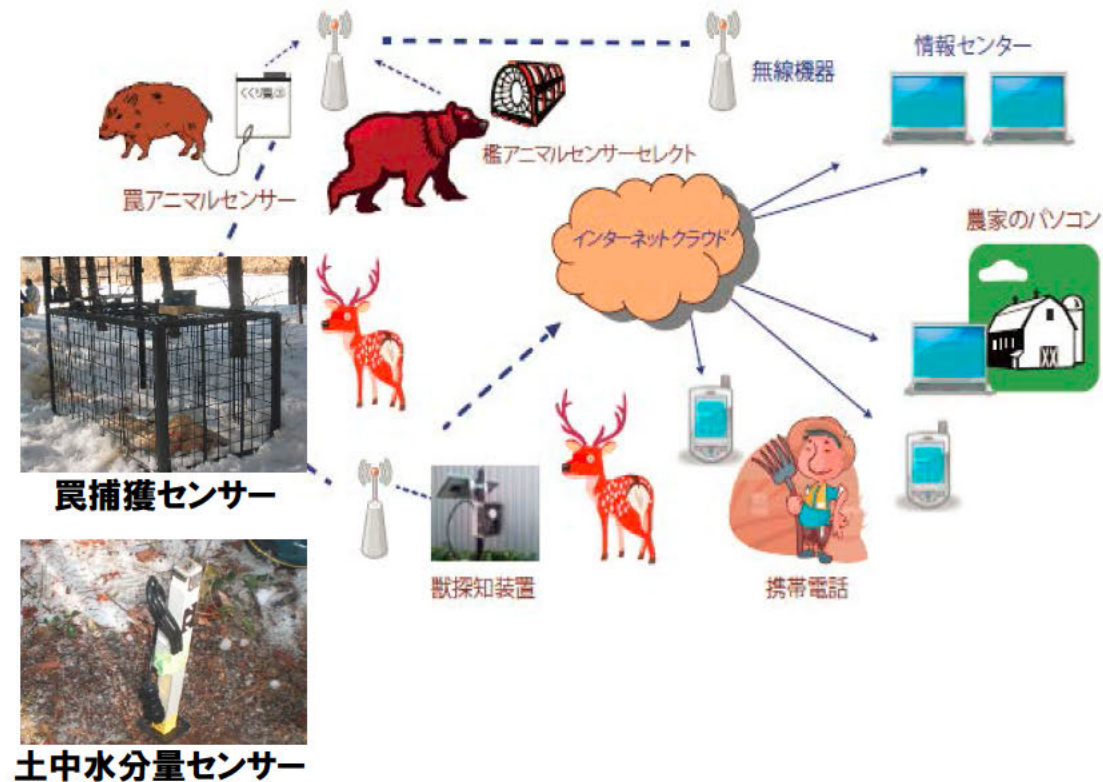 情報センター
無線機器
くくり罠③
檻アニマルセンサーセレクト
罠アニマルセンサー
農家のパソコン
インターネットクラウド
罠捕獲センサー
獣探知装置
携帯電話
土中水分量センサー